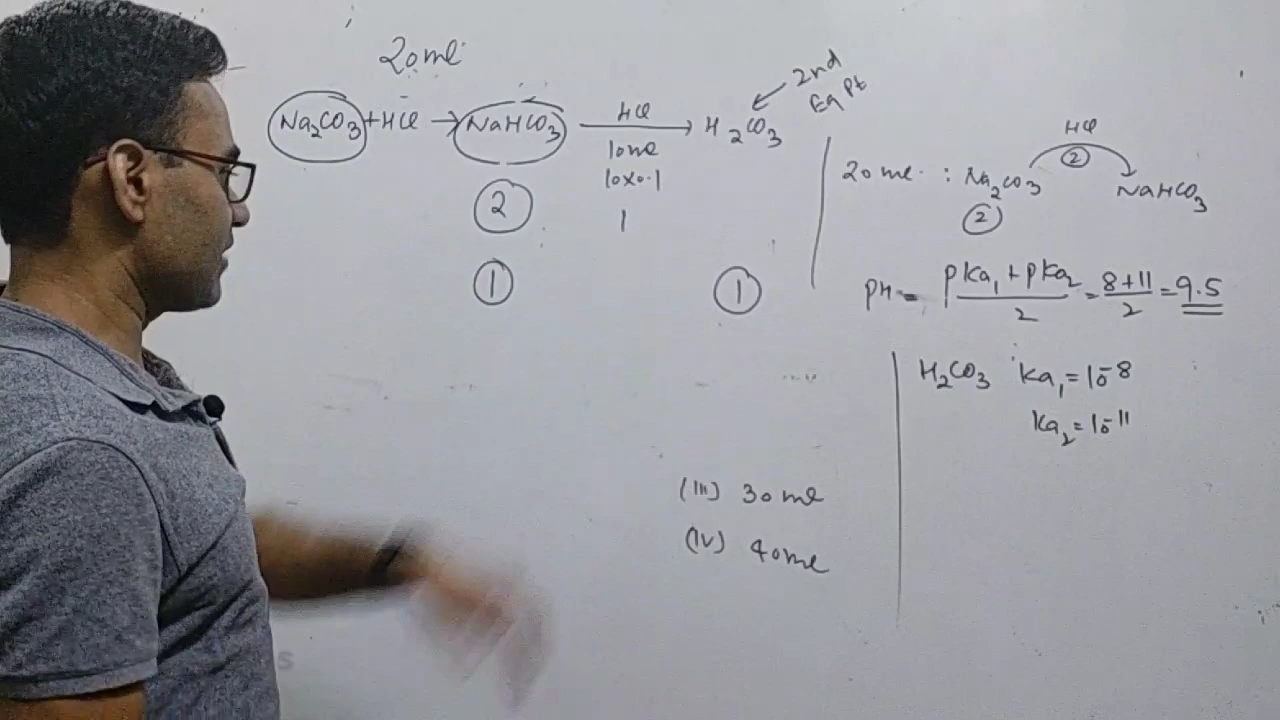 20ml
Na2CO3 + HCl → NaHCO3 HCl → H2CO3
10ml
10x0.1
2nd
Eq Pt
2
1
1
1
20ml : Na2CO3 HCl NaHCO3
2
2
pH = pKa1 + pKa2 / 2 = 8+11 / 2 = 9.5
H2CO3 Ka1 = 10-8
Ka2 = 10-11
(III) 30ml
(IV) 40ml
s